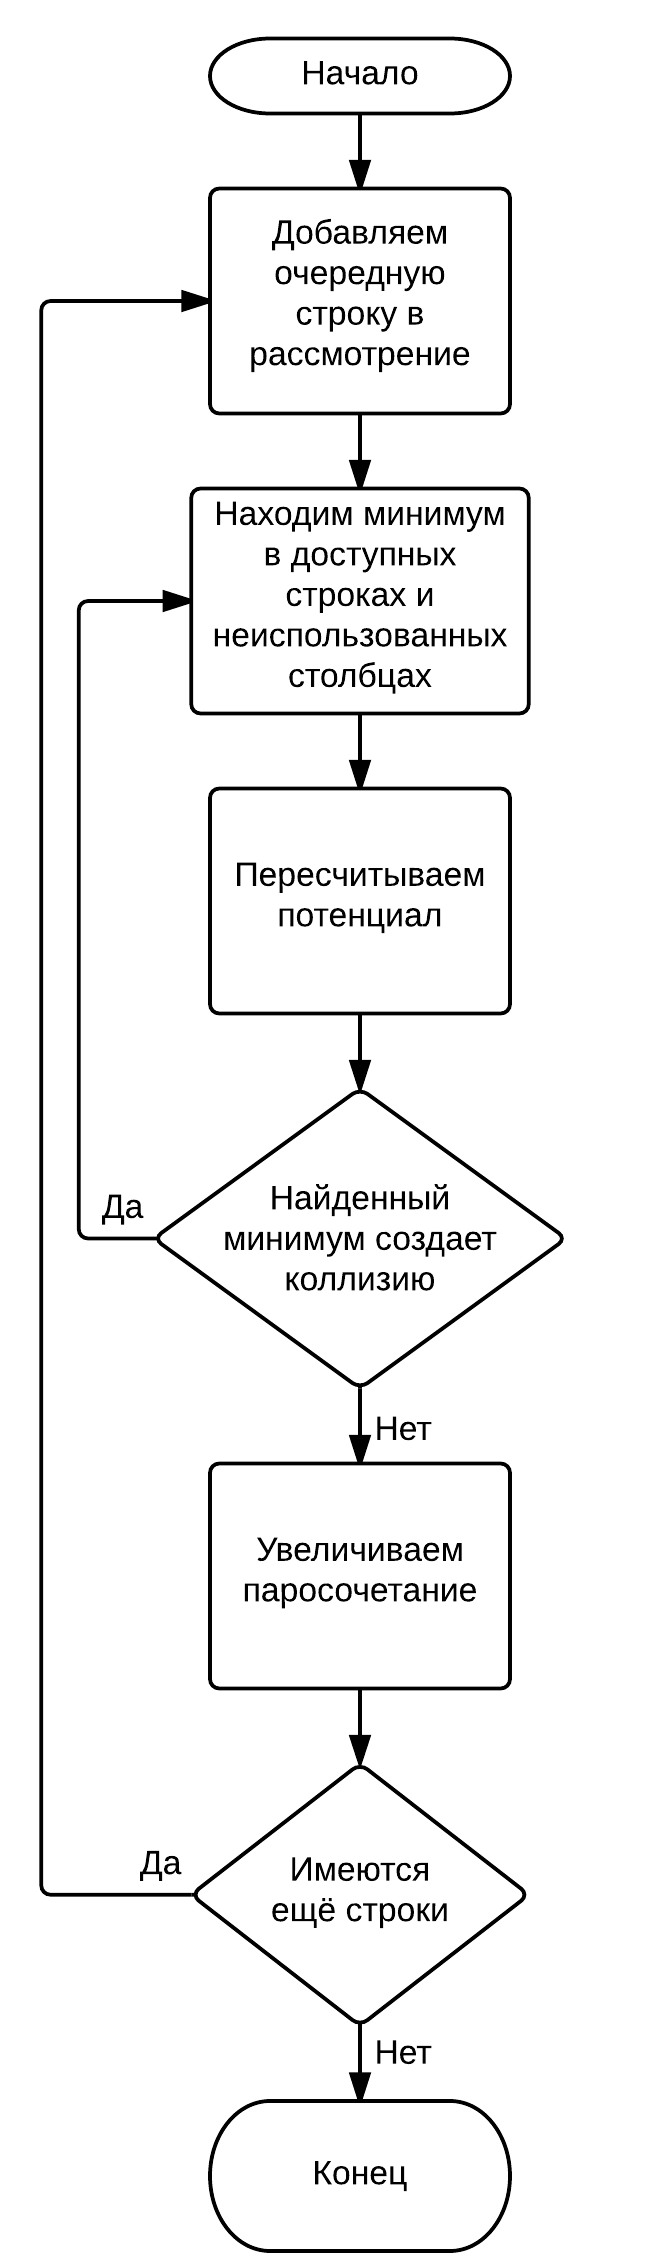 Начало
Добавляем
очередную
строку в
рассмотрение
Находим минимум
в доступных
строках и
неиспользованных
столбцах
Пересчитываем
потенциал
Найденный
минимум создает
коллизию
Да
Нет
Увеличиваем
паросочетание
Имеются
ещё строки
Да
Нет
Конец